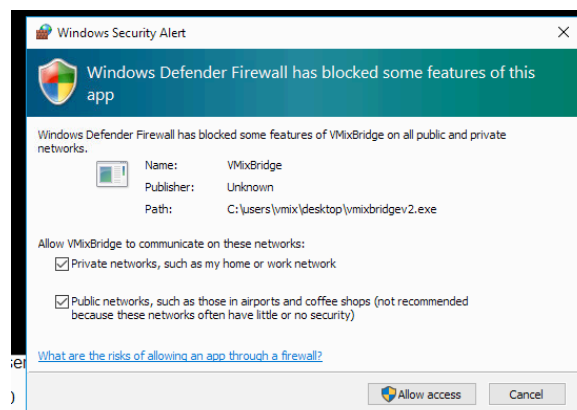 Windows Security Alert
Windows Defender Firewall has blocked some features of this
app
Windows Defender Firewall has blocked some features of VMixBridge on all public and private
networks.
Name: VMixBridge
Publisher: Unknown
Path: C:\users\vmix\desktop\vmixbridgev2.exe
Allow VMixBridge to communicate on these networks:
Private networks, such as my home or work network
Public networks, such as those in airports and coffee shops (not recommended
because these networks often have little or no security)
What are the risks of allowing an app through a firewall?
Allow access Cancel